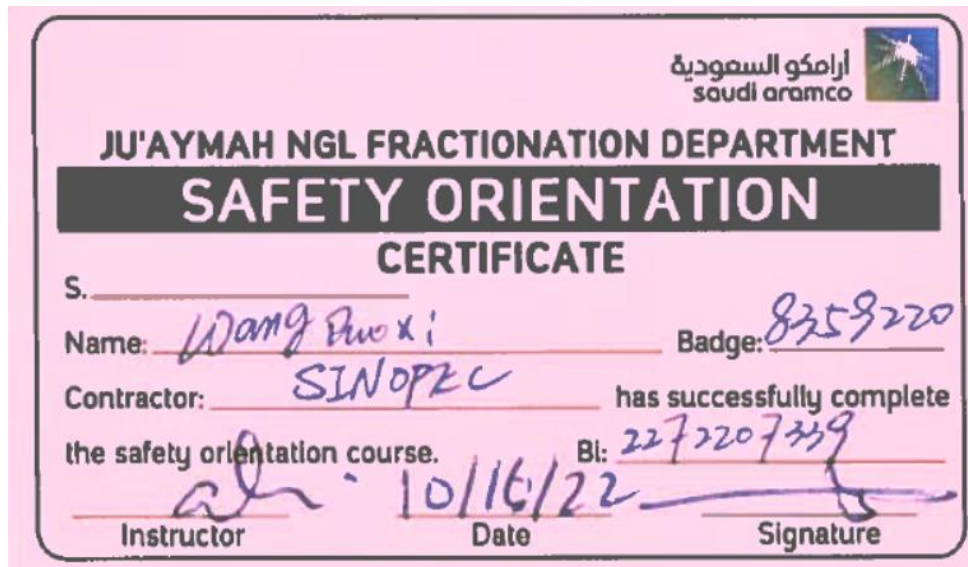 أرامكو السعودية
saudi aramco
JU'AYMAH NGL FRACTIONATION DEPARTMENT
SAFETY ORIENTATION
CERTIFICATE
S.
Name: Wang Duoxi Badge: 8359220
Contractor: SINOPEC has successfully complete
the safety orientation course. Bi: 2272207339
10/16/22
Instructor Date Signature